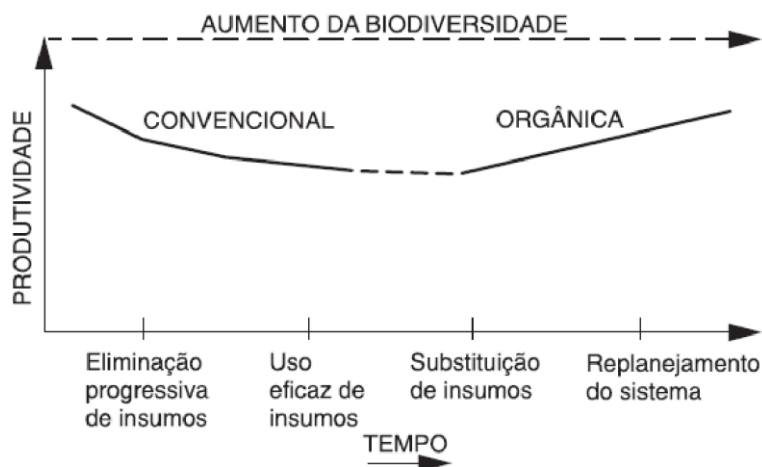 AUMENTO DA BIODIVERSIDADE
PRODUTIVIDADE
CONVENCIONAL
ORGÂNICA
Eliminação
progressiva
de insumos
Uso
eficaz de
insumos
Substituição
de insumos
Replanejamento
do sistema
TEMPO